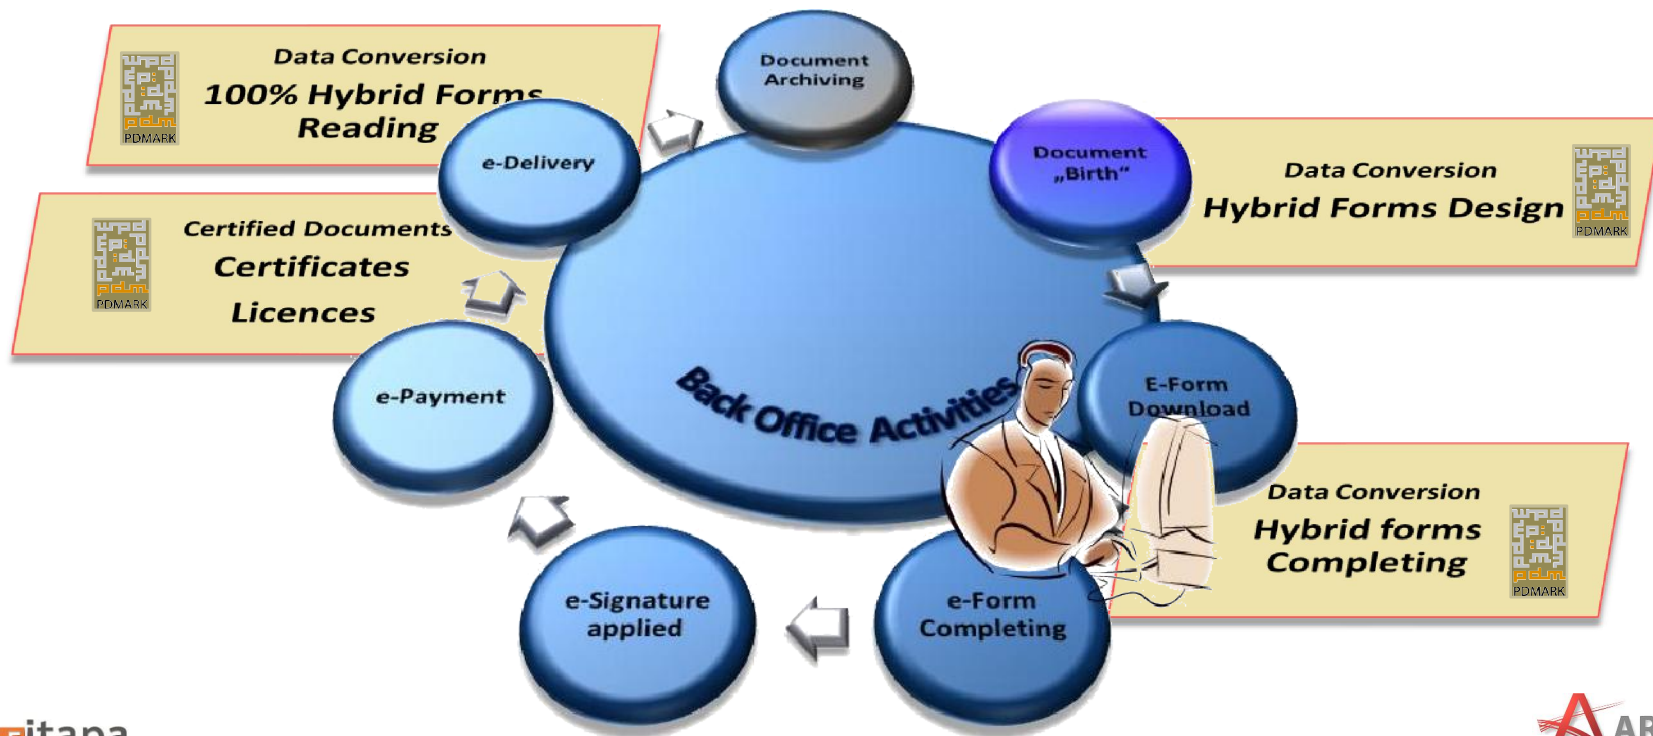 Data Conversion
100% Hybrid Forms
Reading
PDMARK
Certified Documents
Certificates
Licences
PDMARK
Document
Archiving
Document
„Birth“
e-Delivery
Data Conversion
Hybrid Forms Design
PDMARK
e-Payment
Back Office Activities
E-Form
Download
Data Conversion
Hybrid forms
Completing
PDMARK
e-Signature
applied
e-Form
Completing
itapa
AR